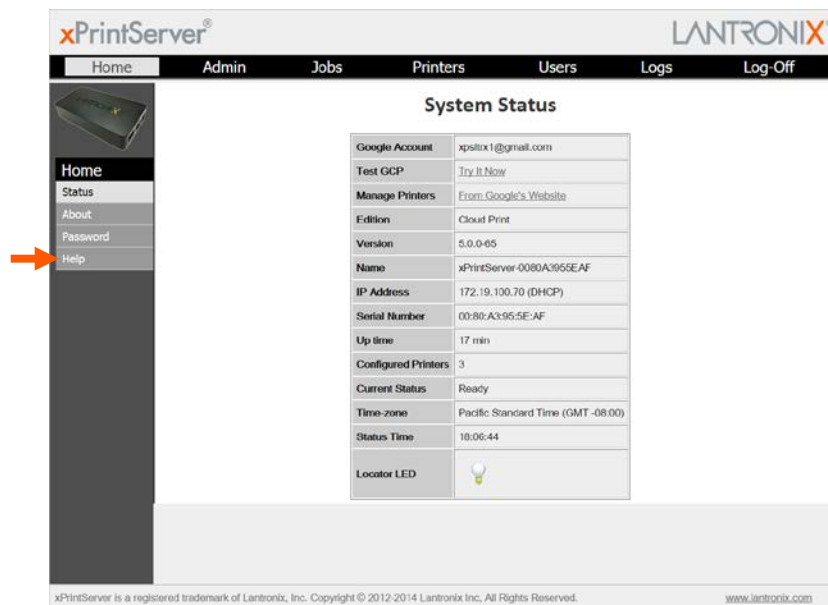 xPrintServer®
LANTRONIX®
Home Admin Jobs Printers Users Logs Log-Off
LANTRONIX
Home
Status
About
Password
Help
System Status
Google Account xpsltrx1@gmail.com
Test GCP Try It Now
Manage Printers From Google's Website
Edition Cloud Print
Version 5.0.0-65
Name xPrintServer-0080A3955EAF
IP Address 172.19.100.70 (DHCP)
Serial Number 00:80:A3:95:5E:AF
Up time 17 min
Configured Printers 3
Current Status Ready
Time-zone Pacific Standard Time (GMT -08:00)
Status Time 18:06:44
Locator LED
xPrintServer is a registered trademark of Lantronix, Inc. Copyright © 2012-2014 Lantronix Inc, All Rights Reserved. www.lantronix.com